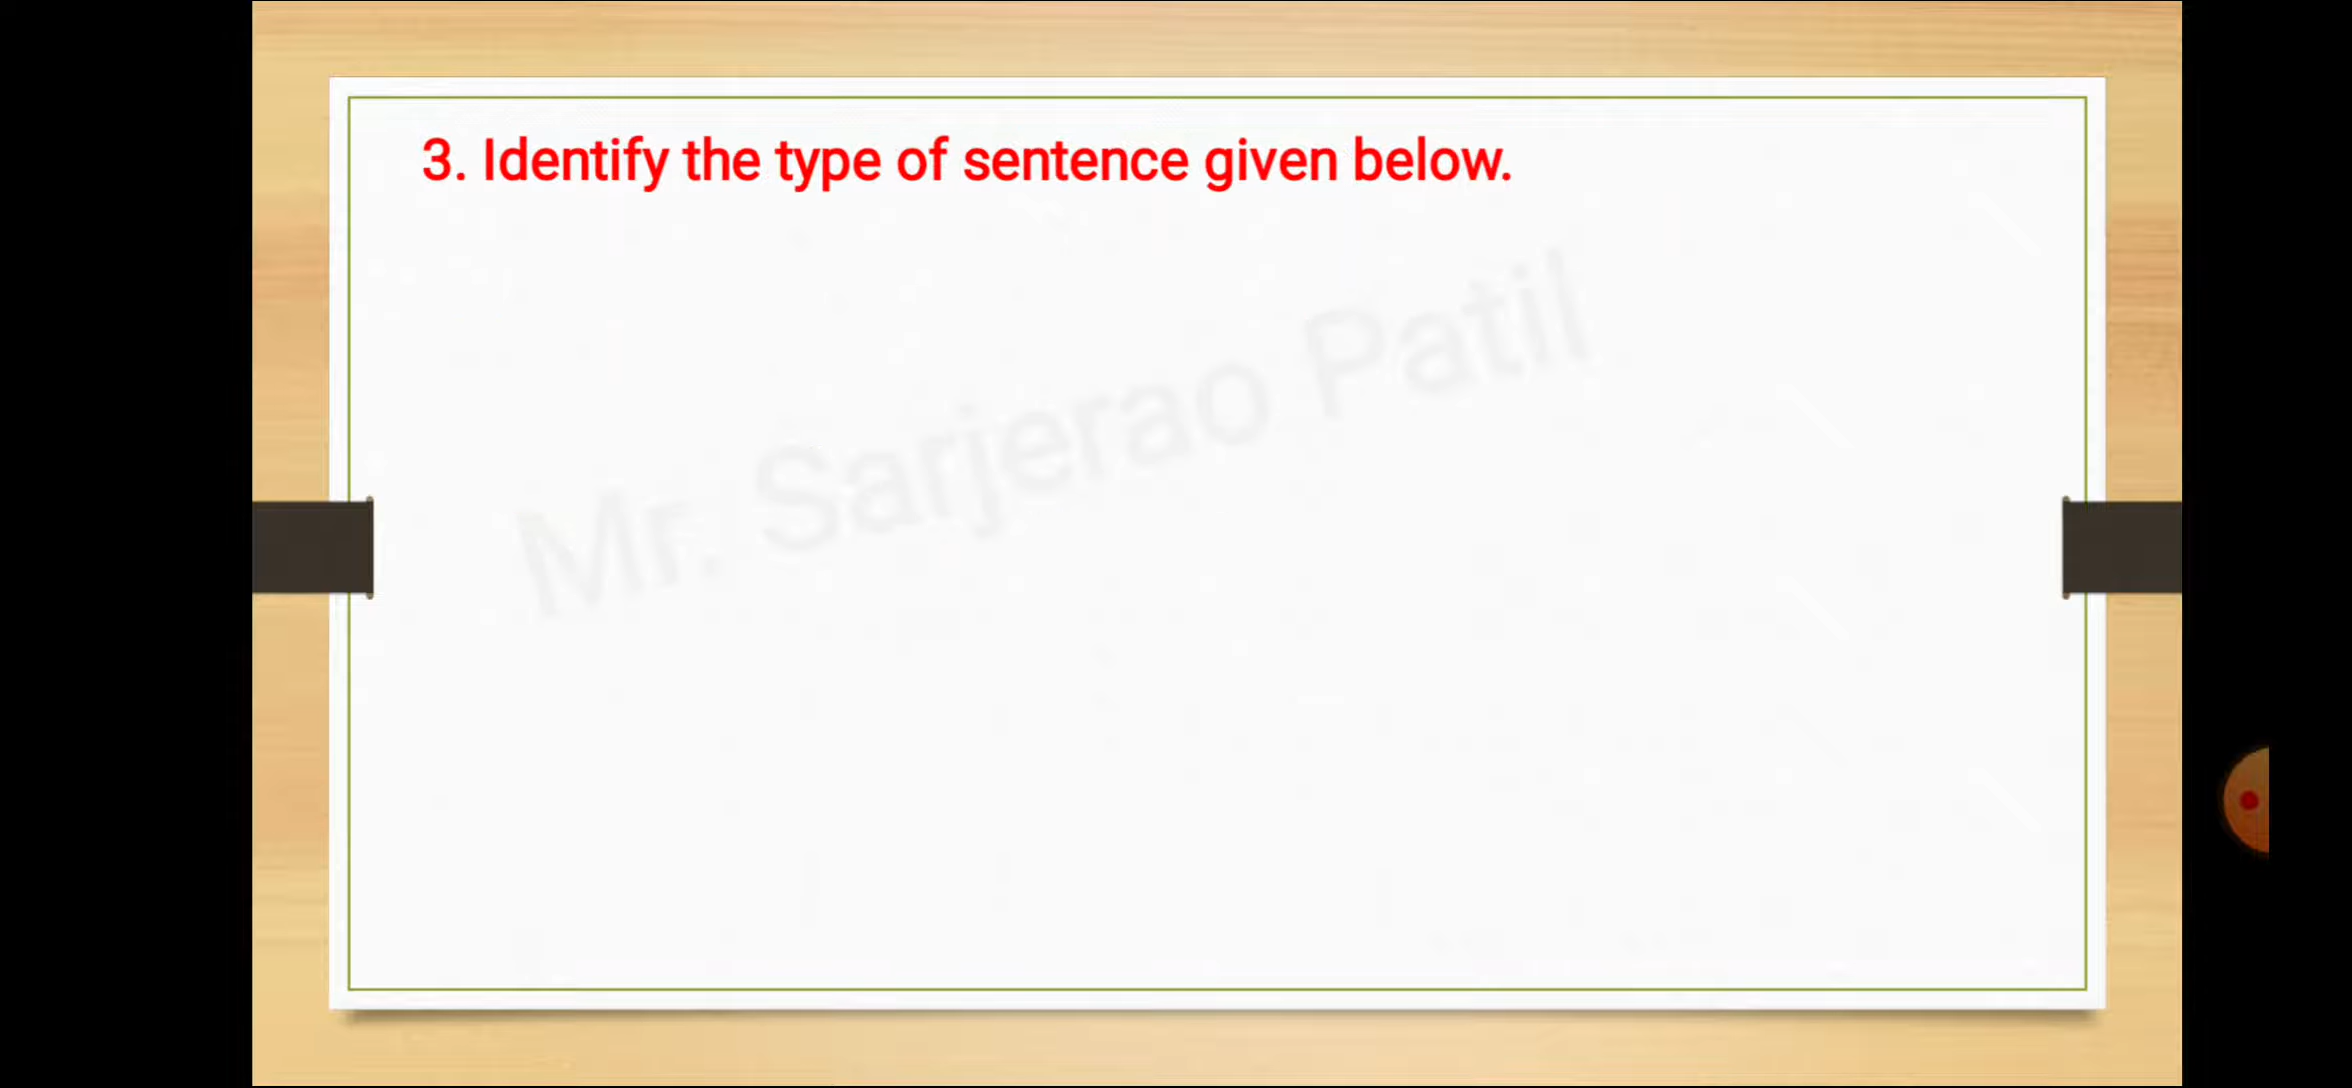 3. Identify the type of sentence given below.
Mr. Sarjerao Patil